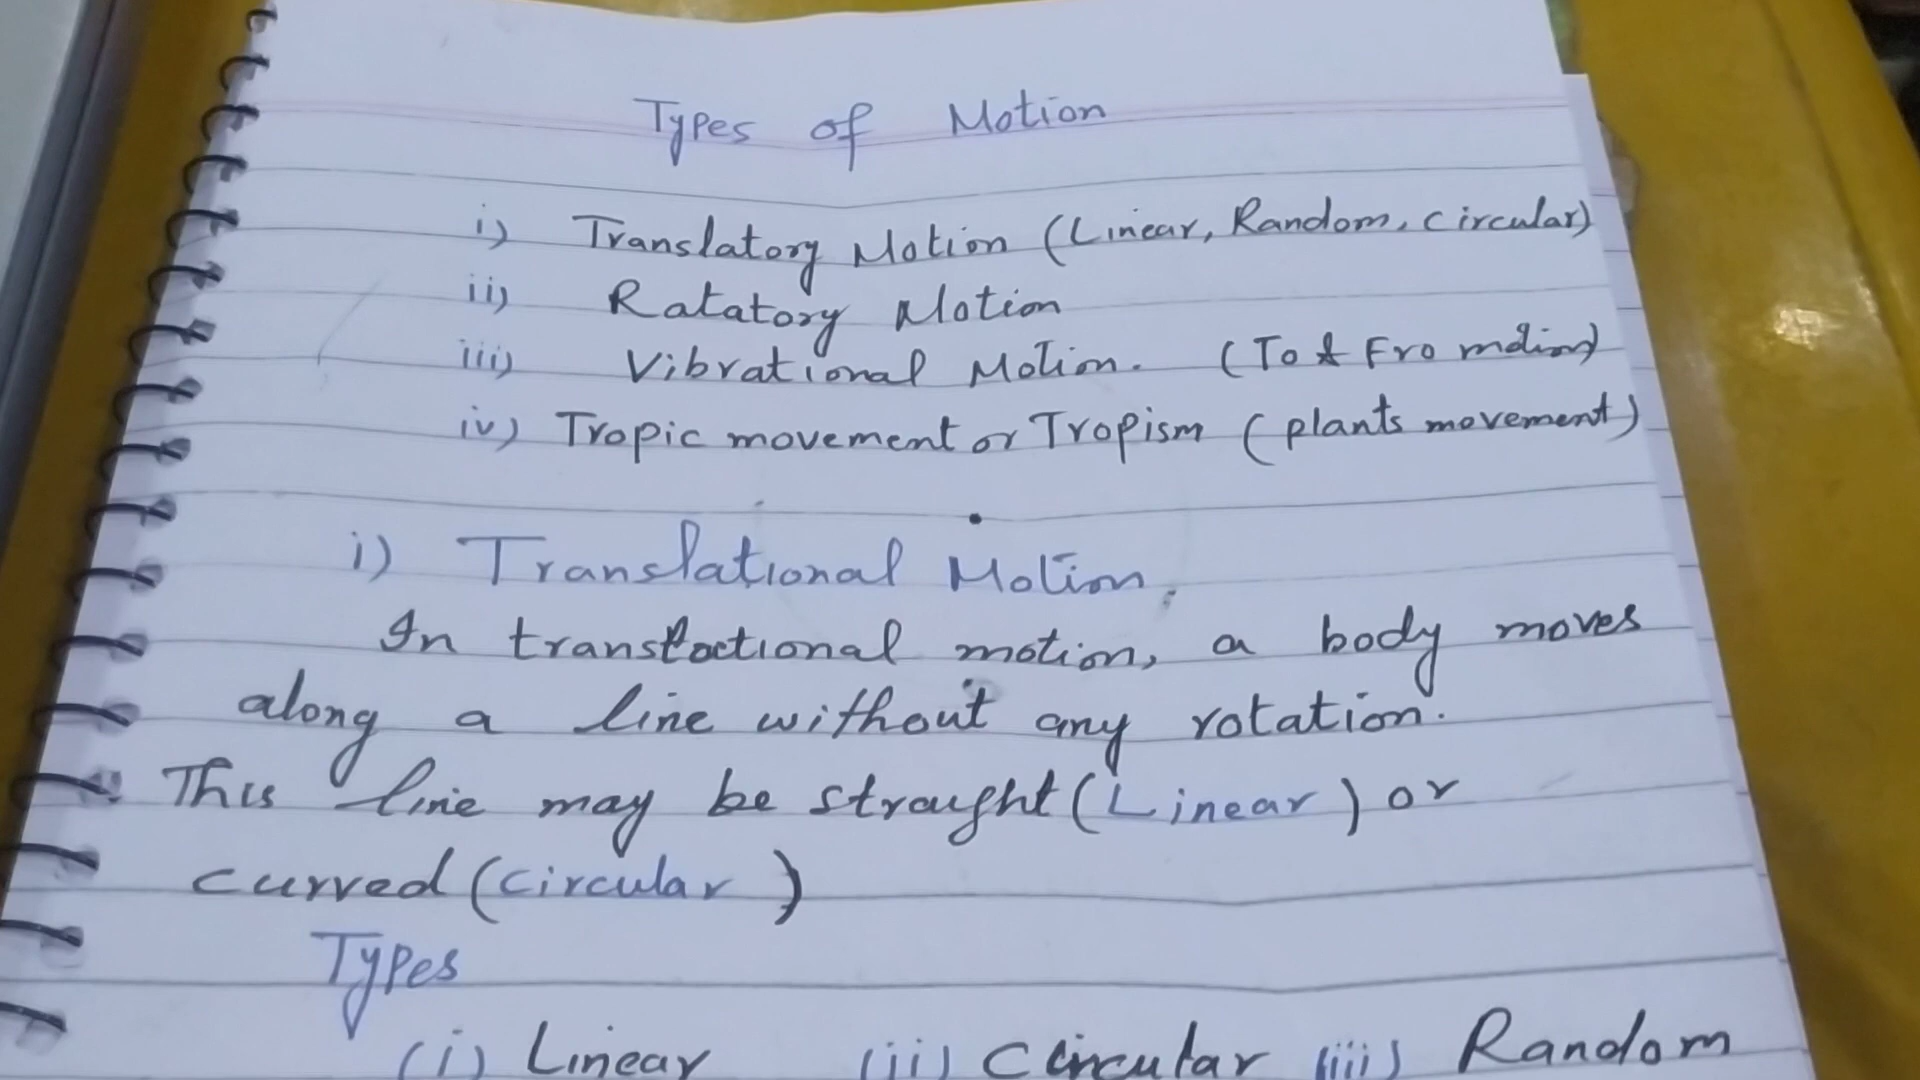 Types of Motion
i) Translatory Motion (Linear, Random, Circular)
ii) Ratatory Motion
iii) Vibrational Motion. (To & Fro motion)
iv) Tropic movement or Tropism (plants movement)
i) Translational Motion.
In translational motion, a body moves
along a line without any rotation.
This line may be straught (Linear) or
curved (circular)
Types
(i) Linear (ii) Circular (iii) Random